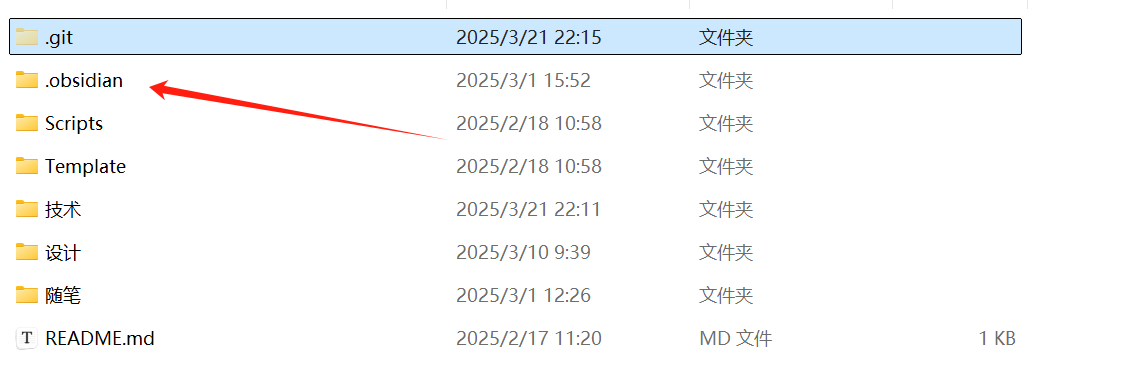 .git 2025/3/21 22:15 文件夹
.obsidian 2025/3/1 15:52 文件夹
Scripts 2025/2/18 10:58 文件夹
Template 2025/2/18 10:58 文件夹
技术 2025/3/21 22:11 文件夹
设计 2025/3/10 9:39 文件夹
随笔 2025/3/1 12:26 文件夹
T README.md 2025/2/17 11:20 MD 文件 1 KB